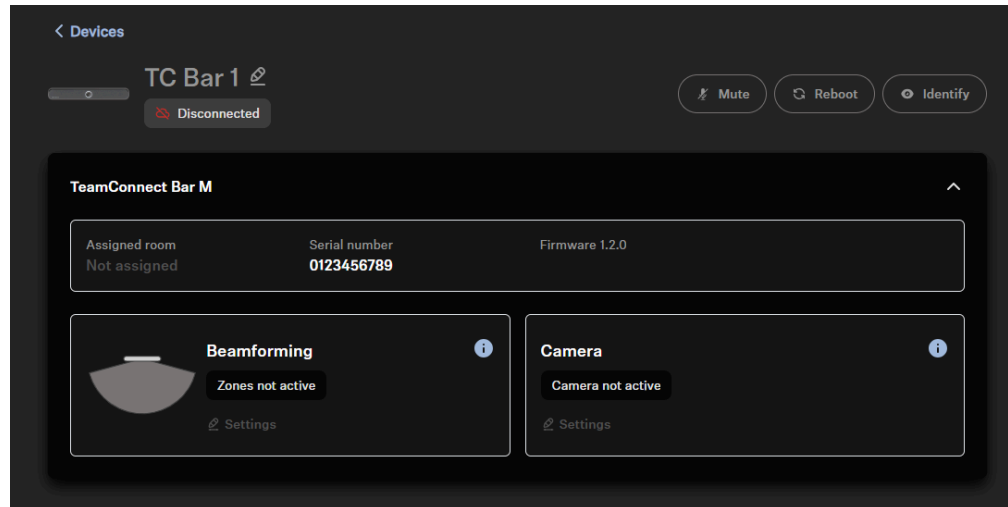 Devices
TC Bar 1
Disconnected
Mute
Reboot
Identify
TeamConnect Bar M
Assigned room
Not assigned
Serial number
0123456789
Firmware 1.2.0
Beamforming
Zones not active
Settings
Camera
Camera not active
Settings